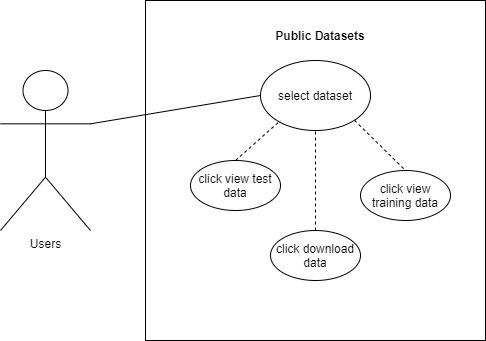 Public Datasets
select dataset
click view test
data
click view
training data
Users
click download
data